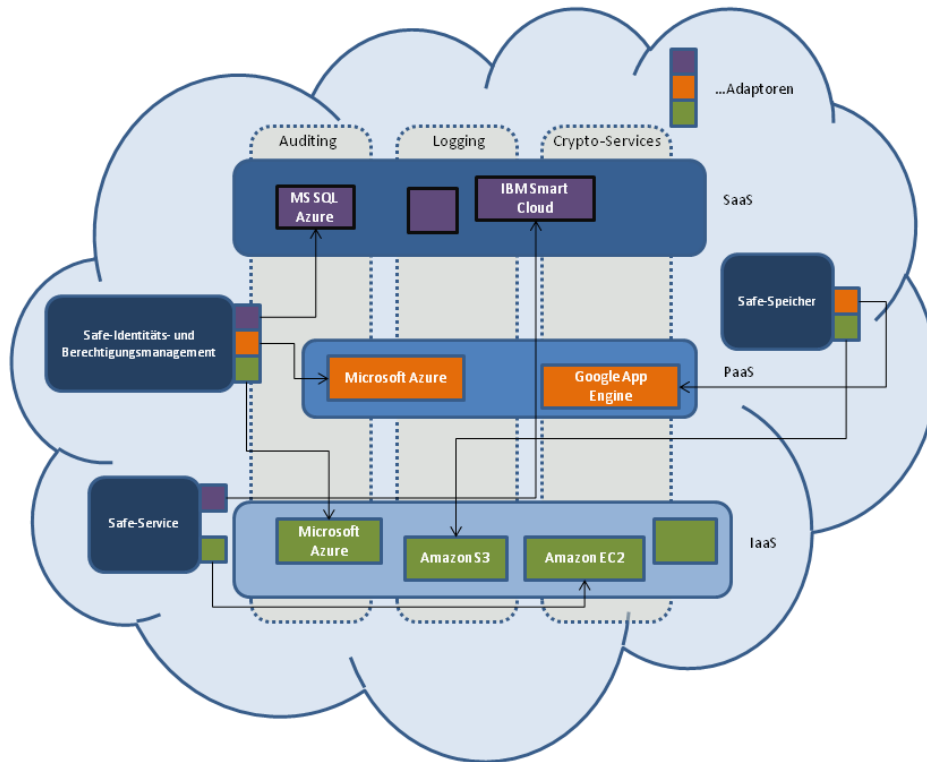 ...Adaptoren
Auditing
Logging
Crypto-Services
MS SQL
Azure
IBM Smart
Cloud
SaaS
Safe-Speicher
Safe-Identitäts- und
Berechtigungsmanagement
Microsoft Azure
Google App
Engine
PaaS
Safe-Service
Microsoft
Azure
Amazon S3
Amazon EC2
IaaS